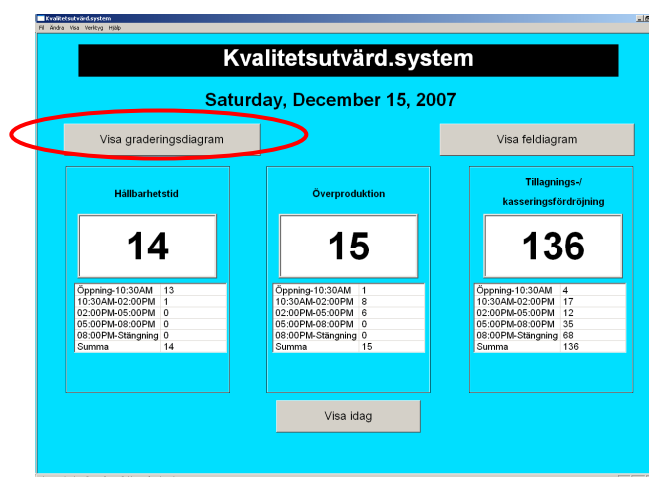 Kvalitetsutvärd.system
Fil Ändra Visa Verktyg Hjälp
Kvalitetsutvärd.system
Saturday, December 15, 2007
Visa graderingsdiagram
Visa feldiagram
Hållbarhetstid
14
Öppning-10:30AM 13
10:30AM-02:00PM 1
02:00PM-05:00PM 0
05:00PM-08:00PM 0
08:00PM-Stängning 0
Summa 14
Överproduktion
15
Öppning-10:30AM 1
10:30AM-02:00PM 8
02:00PM-05:00PM 6
05:00PM-08:00PM 0
08:00PM-Stängning 0
Summa 15
Tillagnings-/
kasseringsfördröjning
136
Öppning-10:30AM 4
10:30AM-02:00PM 17
02:00PM-05:00PM 12
05:00PM-08:00PM 35
08:00PM-Stängning 68
Summa 136
Visa idag